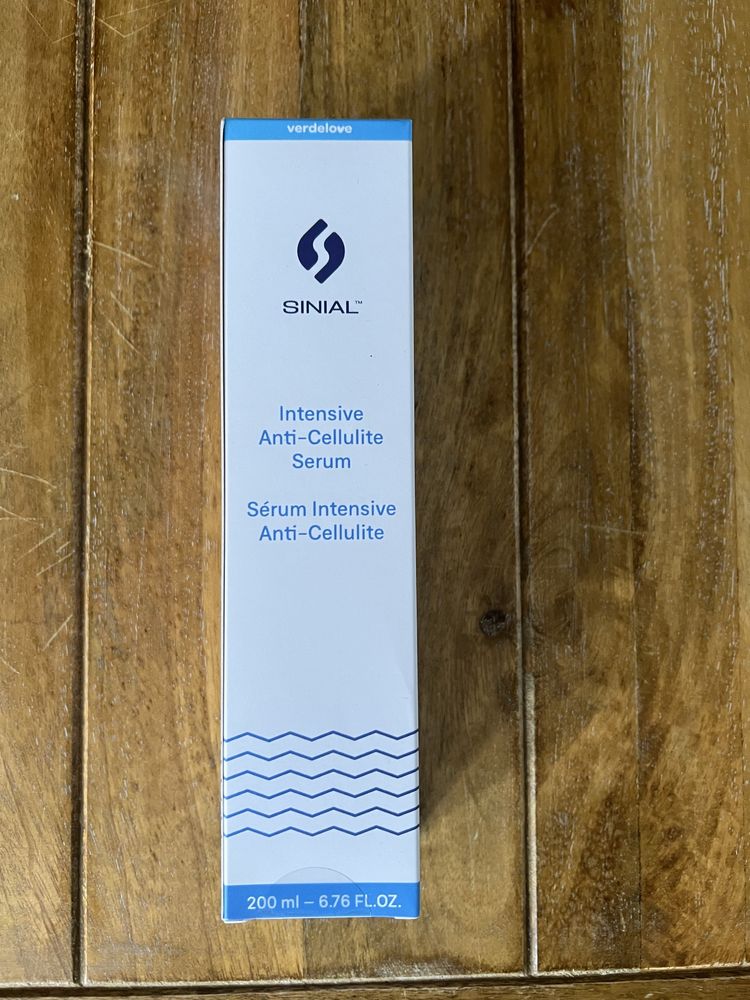 verdelove
SINIAL™
Intensive
Anti-Cellulite
Serum
Sérum Intensive
Anti-Cellulite
200 ml – 6.76 FL.OZ.